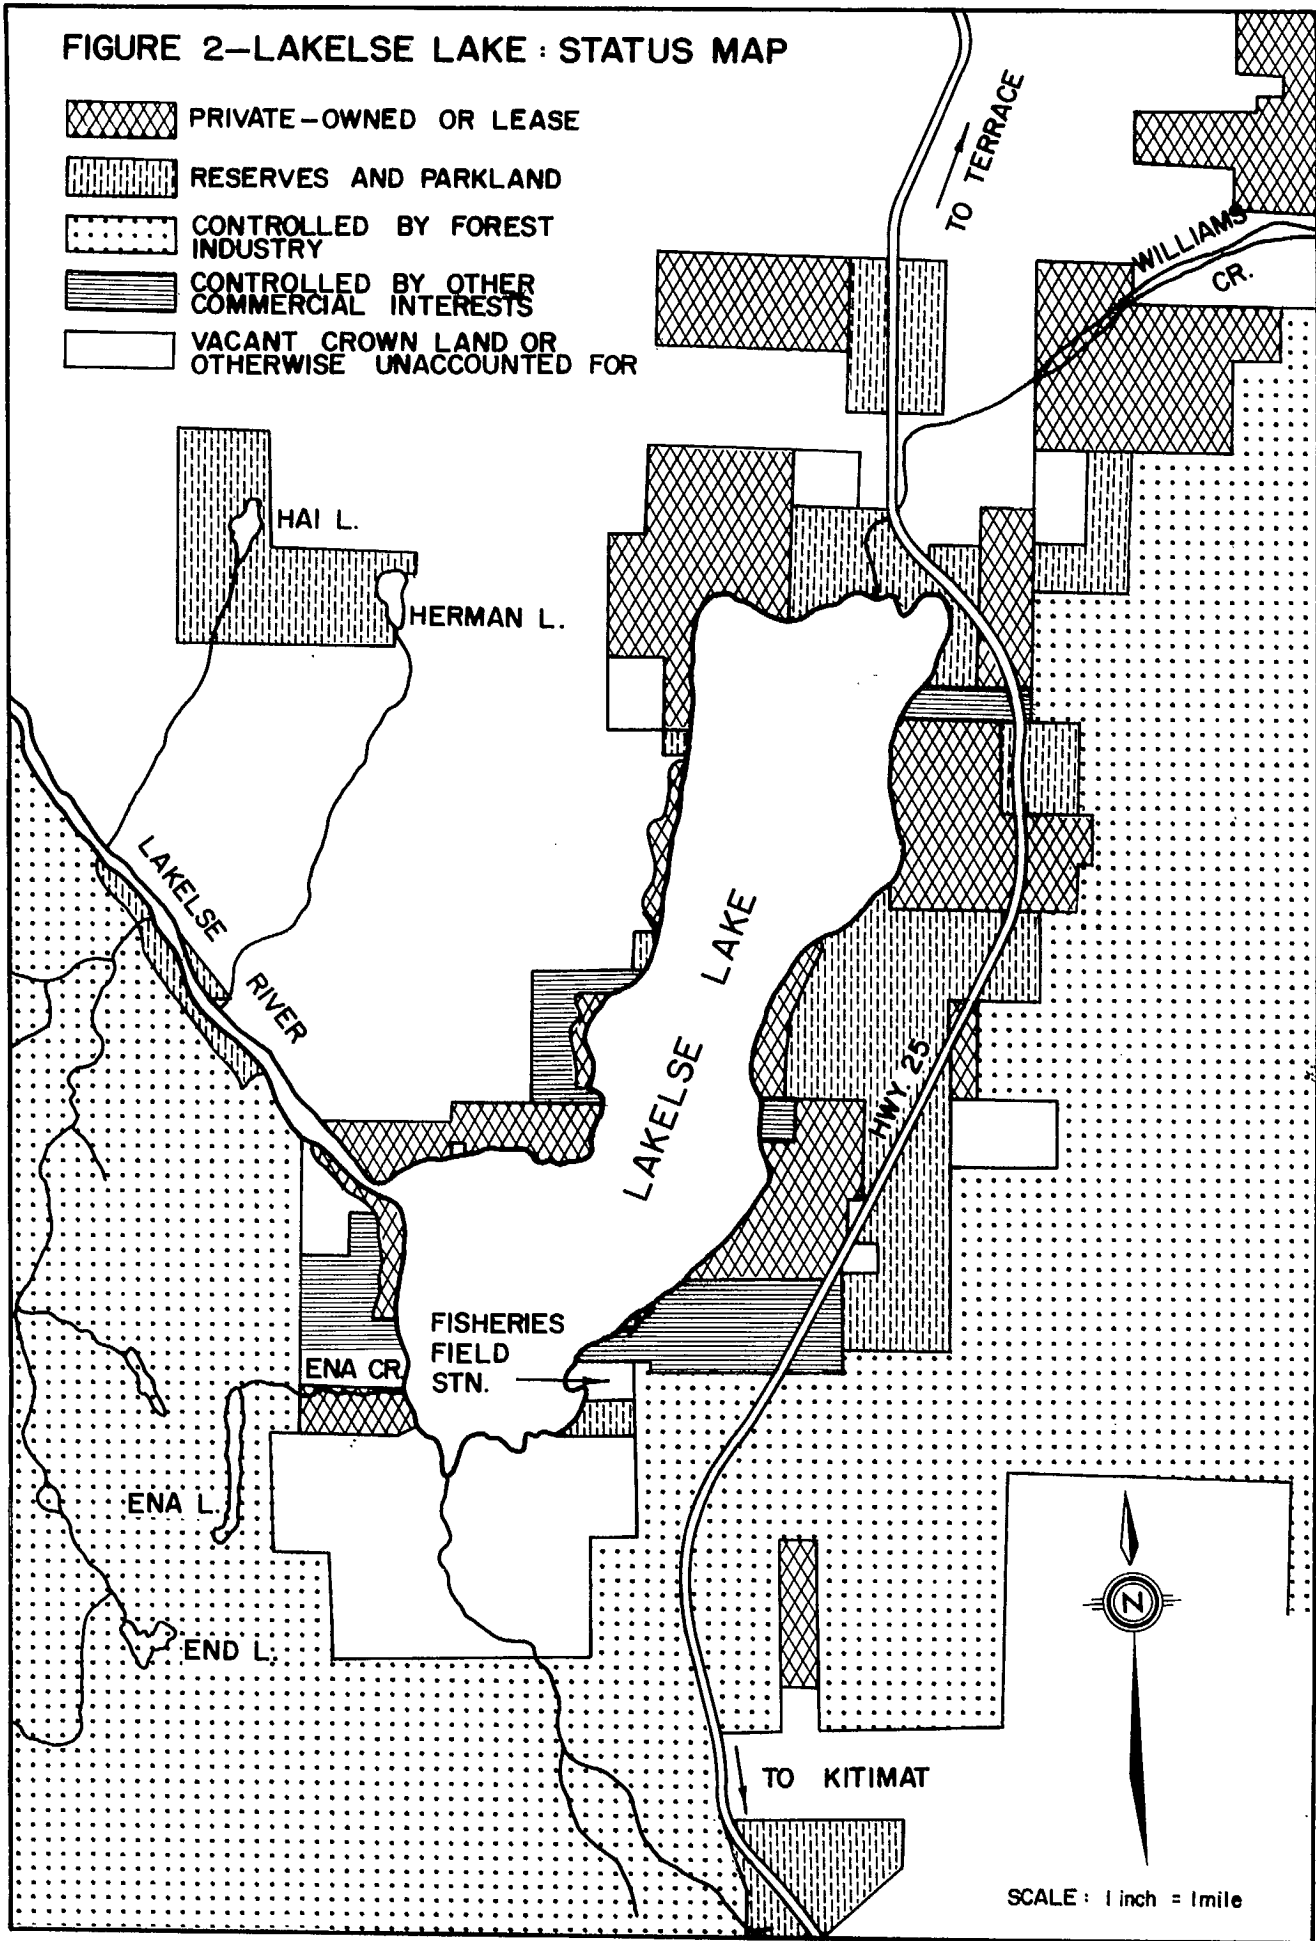 FIGURE 2—LAKELSE LAKE : STATUS MAP
PRIVATE-OWNED OR LEASE
RESERVES AND PARKLAND
CONTROLLED BY FOREST
INDUSTRY
CONTROLLED BY OTHER
COMMERCIAL INTERESTS
VACANT CROWN LAND OR
OTHERWISE UNACCOUNTED FOR
TO TERRACE
WILLIAMS
CR.
HAI L.
HERMAN L.
LAKELSE
RIVER
LAKELSE LAKE
HWY 25
FISHERIES
FIELD
STN.
ENA CR.
ENA L.
END L.
N
TO KITIMAT
SCALE : 1 inch = 1 mile